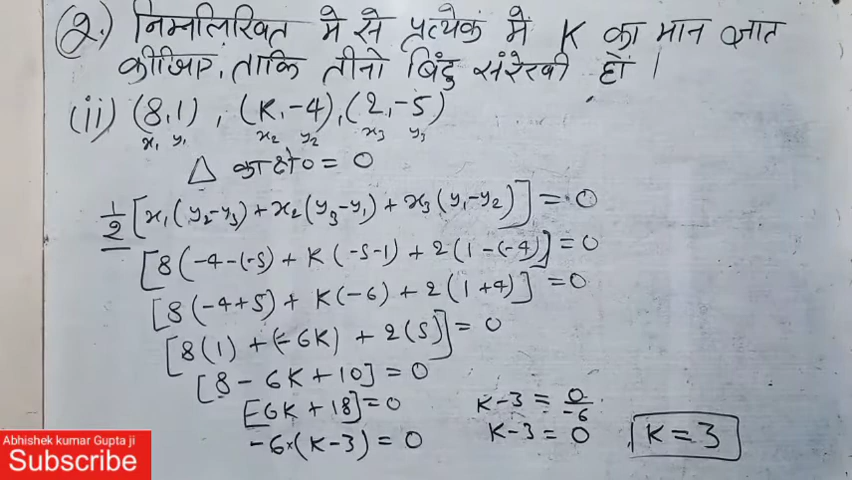 (2.) निम्नलिखित मे से प्रत्येक में K का मान ज्ञात
कीजिए, ताकि तीनो बिंदु संरेखी हों ।
(ii) (8,1), (K,-4), (2,-5)
x₁ y₁ x₂ y₂ x₃ y₃
△ का क्षे० = 0
1/2 [x₁(y₂-y₃)+x₂(y₃-y₁)+x₃(y₁-y₂)] = 0
[8(-4-(-5)+K(-5-1)+2(1-(-4)]=0
[8(-4+5)+K(-6)+2(1+4)]=0
[8(1)+(-6K)+2(5)]=0
[8-6K+10]=0
[-6K+18]=0
-6×(K-3)=0
K-3 = 0/-6
K-3 = 0
K=3
Abhishek kumar Gupta ji
Subscribe